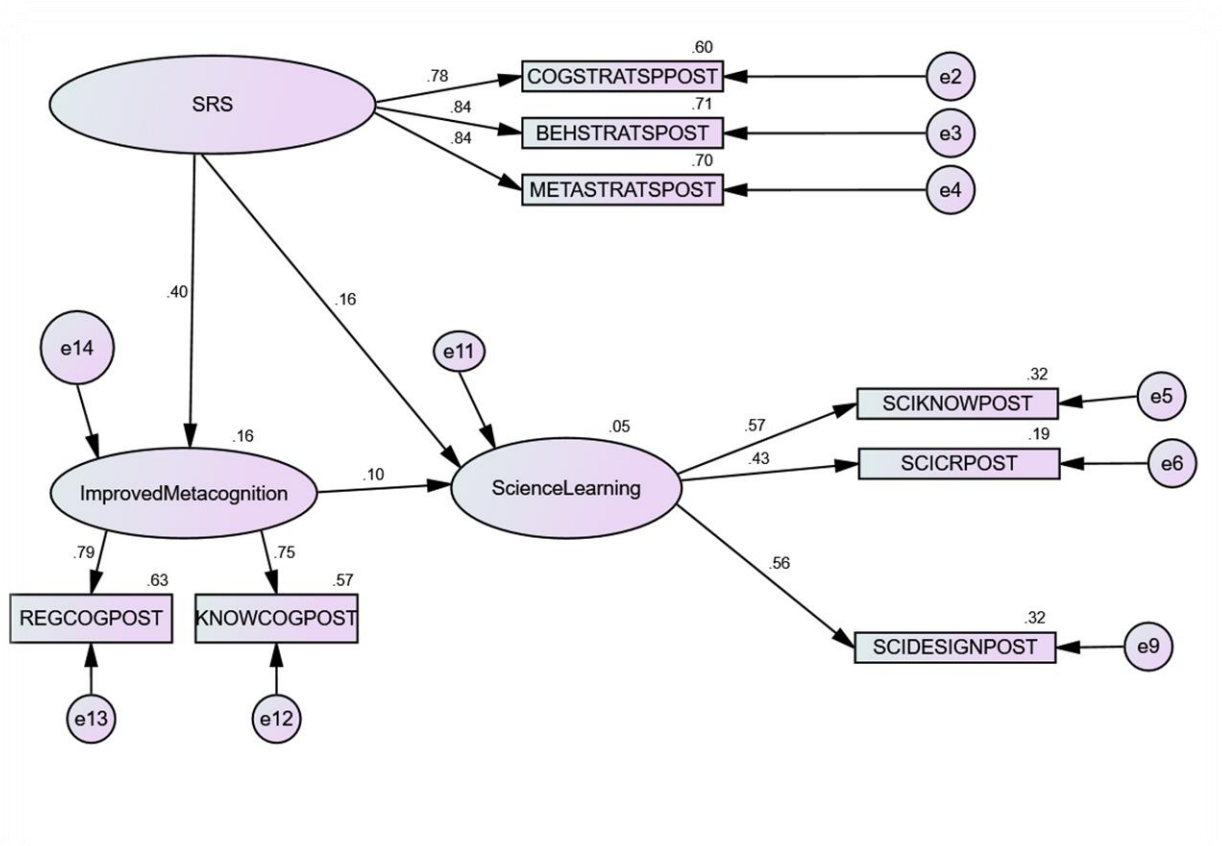 .60
SRS
.78
COGSTRATSPPOST
e2
.71
.84
BEHSTRATSPOST
e3
.84
.70
METASTRATSPOST
e4
.40
.16
e14
e11
.32
SCIKNOWPOST
e5
.57
.16
.05
.19
.43
SCICRPOST
e6
ImprovedMetacognition
.10
ScienceLearning
.79
.75
.56
.63
.57
REGCOGPOST
KNOWCOGPOST
.32
SCIDESIGNPOST
e9
e13
e12